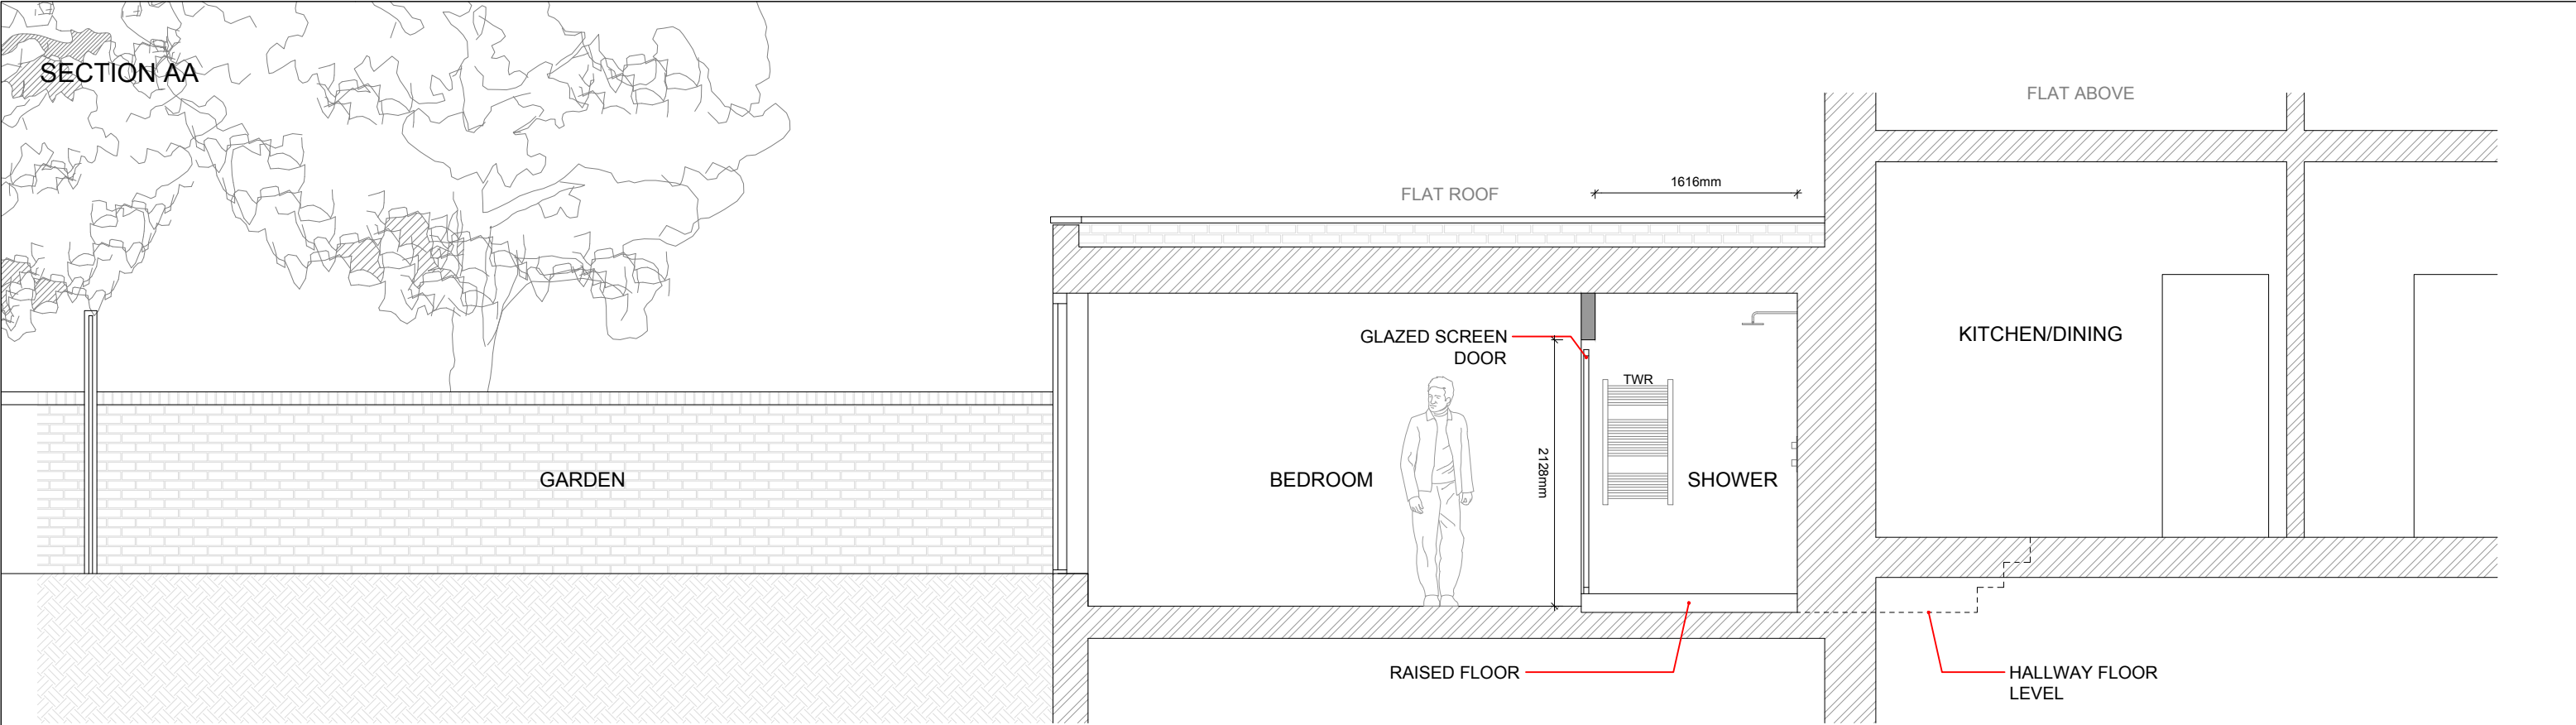 SECTION AA
FLAT ABOVE
1616mm
FLAT ROOF
GLAZED SCREEN
DOOR
KITCHEN/DINING
TWR
2128mm
GARDEN
BEDROOM
SHOWER
RAISED FLOOR
HALLWAY FLOOR
LEVEL